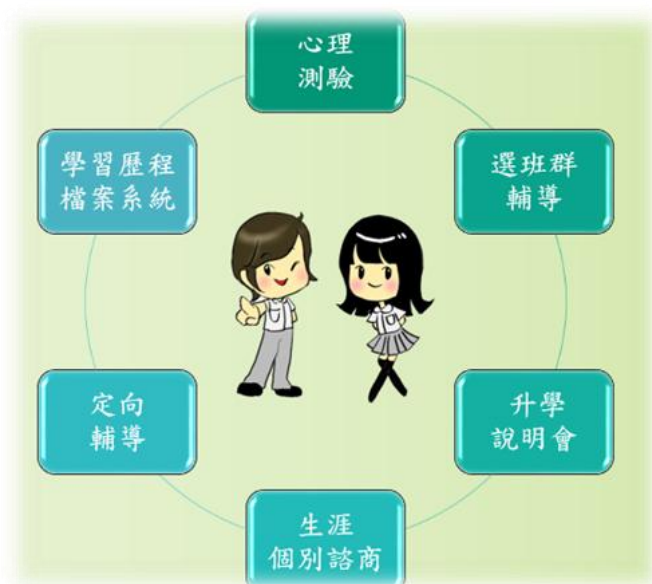 心理
測驗
選班群
輔導
升學
說明會
生涯
個別諮商
定向
輔導
學習歷程
檔案系統